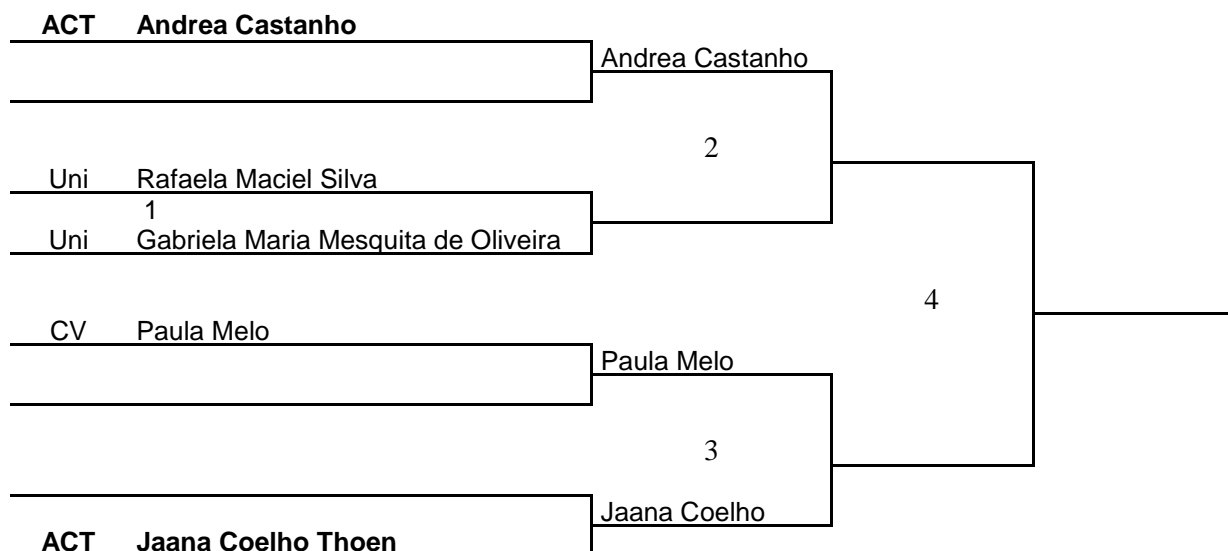 ACT Andrea Castanho
Andrea Castanho
2
Uni Rafaela Maciel Silva
1
Uni Gabriela Maria Mesquita de Oliveira
4
CV Paula Melo
Paula Melo
3
Jaana Coelho
ACT Jaana Coelho Thoen